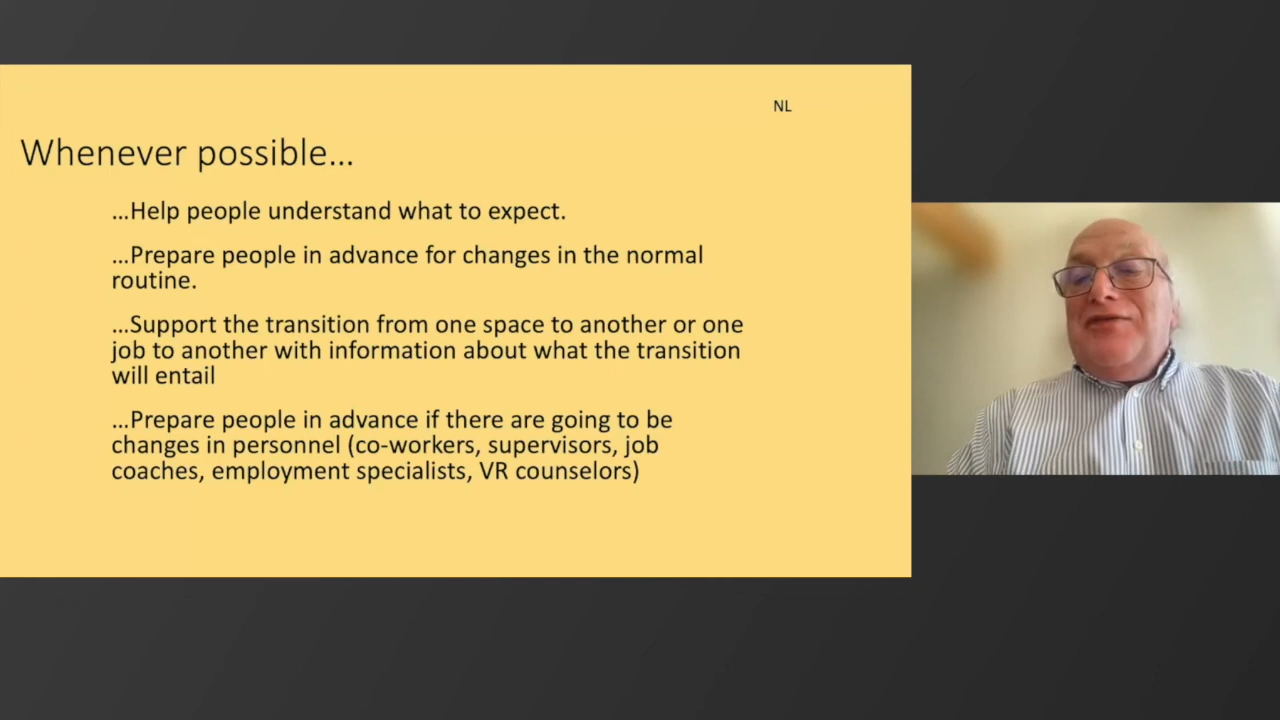 NL
Whenever possible...
...Help people understand what to expect.
...Prepare people in advance for changes in the normal
routine.
...Support the transition from one space to another or one
job to another with information about what the transition
will entail
...Prepare people in advance if there are going to be
changes in personnel (co-workers, supervisors, job
coaches, employment specialists, VR counselors)